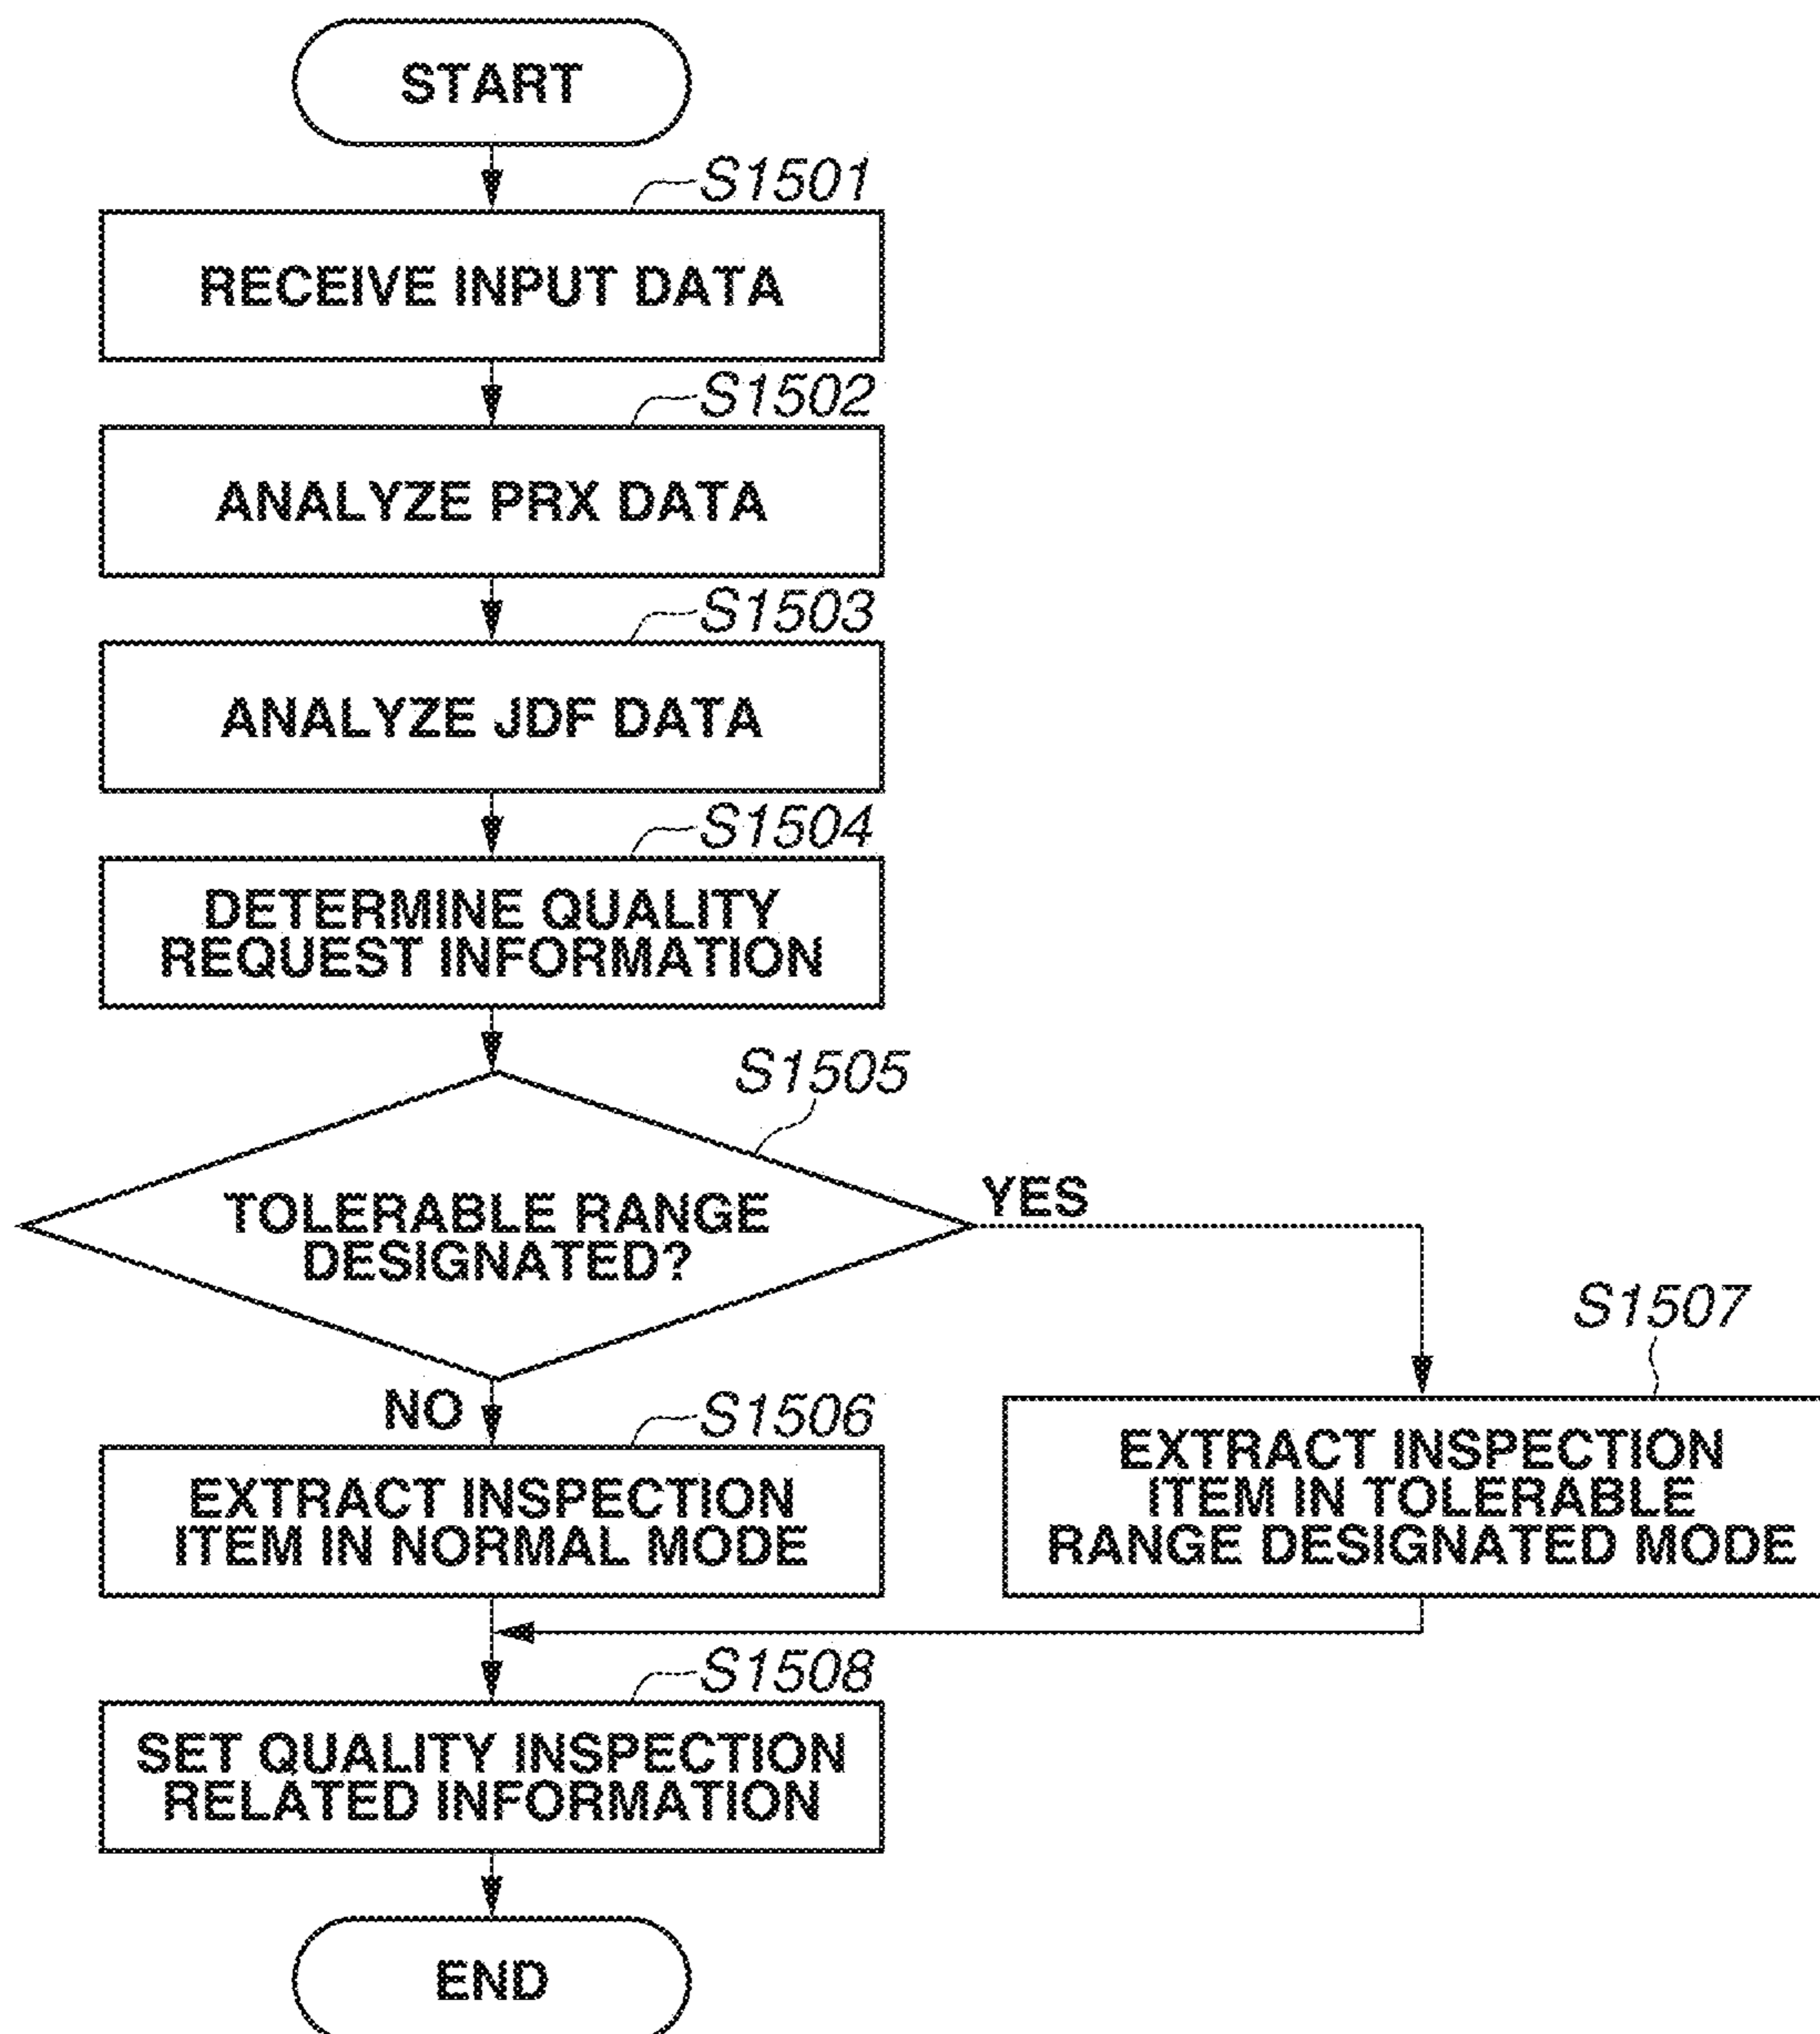 START
S1501
RECEIVE INPUT DATA
S1502
ANALYZE PRX DATA
S1503
ANALYZE JDF DATA
S1504
DETERMINE QUALITY
REQUEST INFORMATION
S1505
TOLERABLE RANGE
DESIGNATED?
YES
NO
S1506
EXTRACT INSPECTION
ITEM IN NORMAL MODE
S1507
EXTRACT INSPECTION
ITEM IN TOLERABLE
RANGE DESIGNATED MODE
S1508
SET QUALITY INSPECTION
RELATED INFORMATION
END